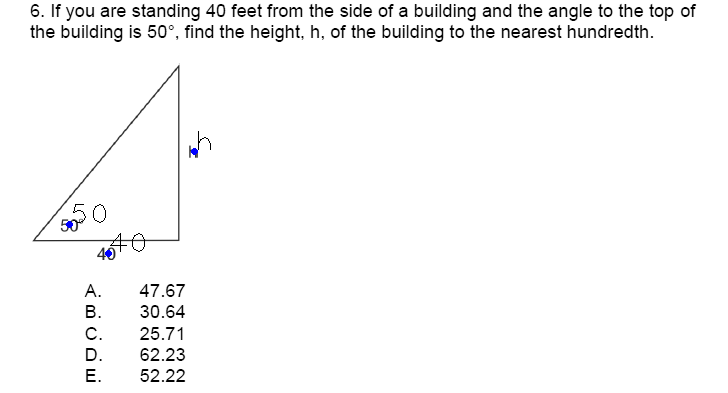 6. If you are standing 40 feet from the side of a building and the angle to the top of
the building is 50°, find the height, h, of the building to the nearest hundredth.
h
50
50°
40
40
A. 47.67
B. 30.64
C. 25.71
D. 62.23
E. 52.22